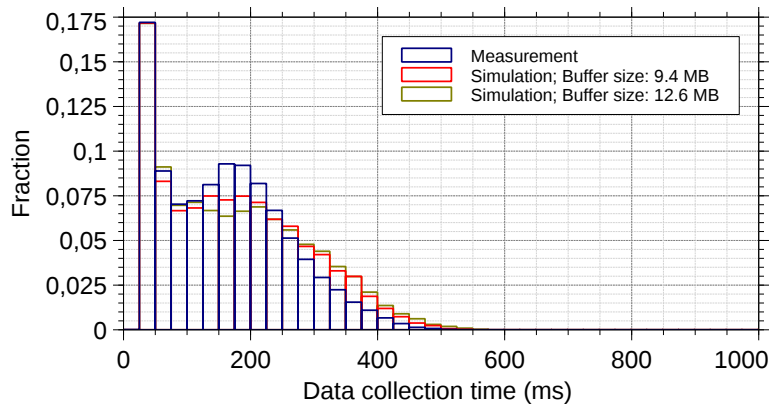 0,175
0,15
0,125
0,1
0,075
0,05
0,025
0
Fraction
Measurement
Simulation; Buffer size: 9.4 MB
Simulation; Buffer size: 12.6 MB
0 200 400 600 800 1000
Data collection time (ms)